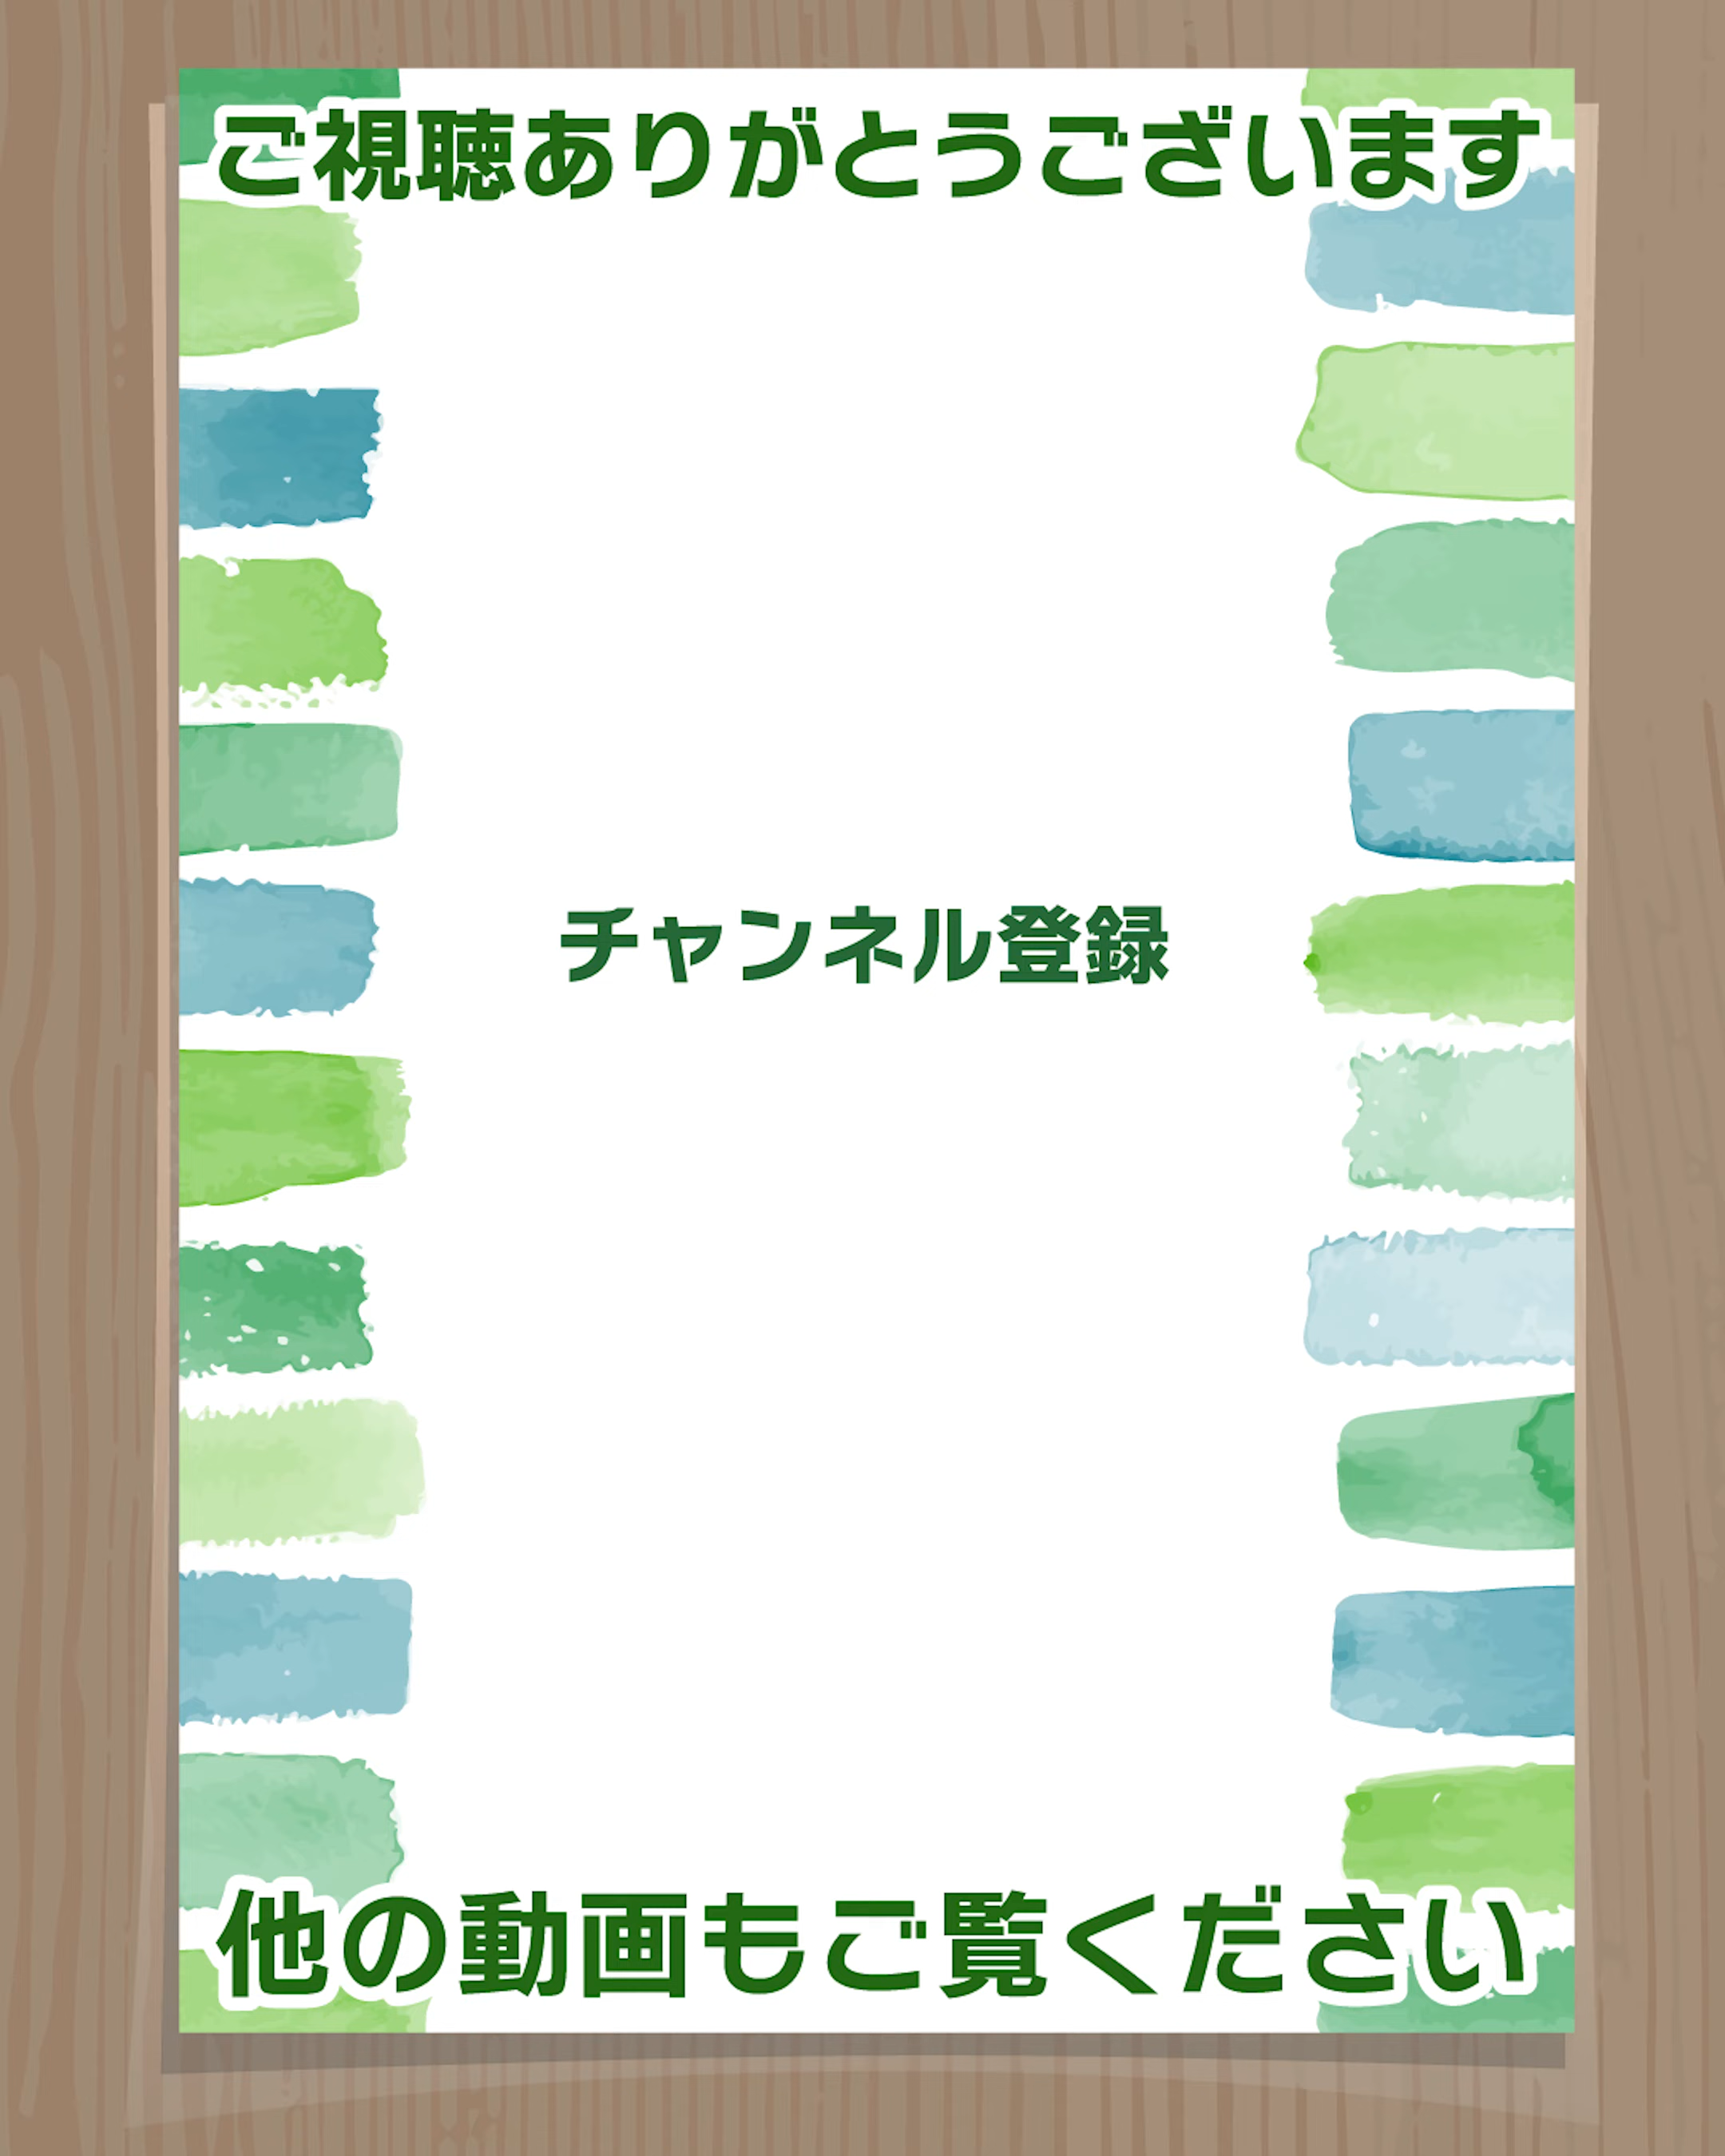 ご視聴ありがとうございます
チャンネル登録
他の動画もご覧ください